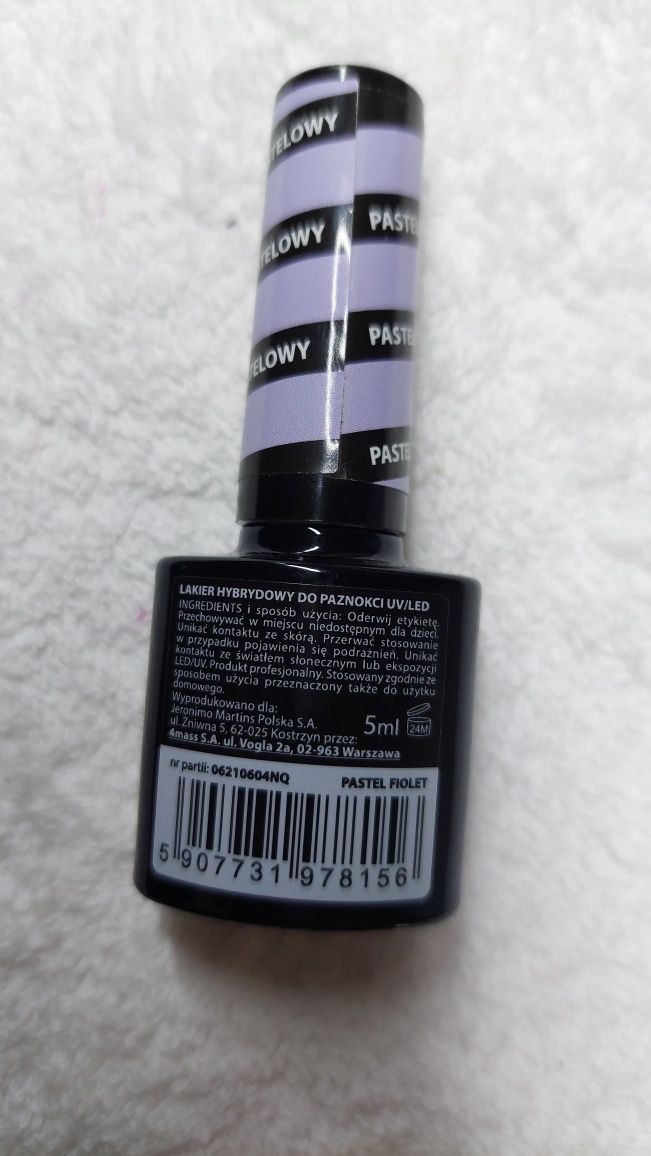 TELOWY
PASTE
TELOWY
PASTE
TELOWY
PASTE
LAKIER HYBRYDOWY DO PAZNOKCI UV/LED
INGREDIENTS i sposób użycia: Oderwij etykietę.
Przechowywać w miejscu niedostępnym dla dzieci.
Unikać kontaktu ze skórą. Przerwać stosowanie
w przypadku pojawienia się podrażnień. Unikać
kontaktu ze światłem słonecznym lub ekspozycji
LED/UV. Produkt profesjonalny. Stosowany zgodnie ze
sposobem użycia przeznaczony także do użytku
domowego.
Wyprodukowano dla:
Jeronimo Martins Polska S.A.
ul. Żniwna 5, 62-025 Kostrzyn przez:
4mass S.A. ul. Vogla 2a, 02-963 Warszawa
5ml
24M
nr partii: 06210604NQ
PASTEL FIOLET
5 907731 978156